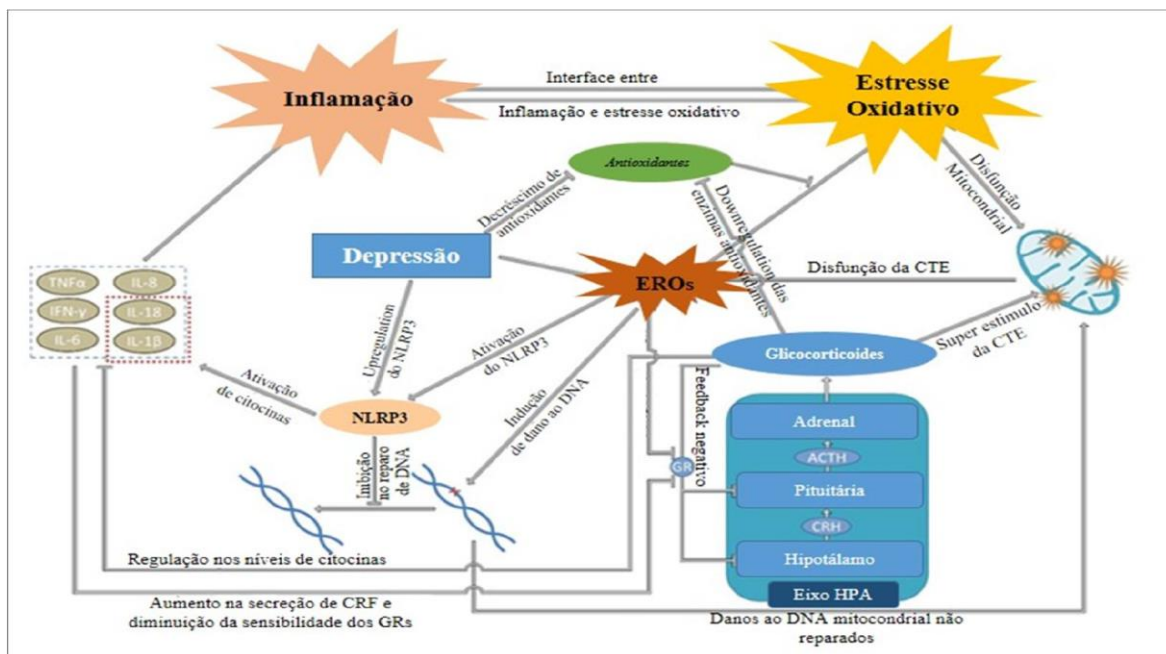 Inflamação
Interface entre
Inflamação e estresse oxidativo
Estresse
Oxidativo
Antioxidantes
Decréscimo de
antioxidantes
Downregulation das
enzimas antioxidantes
Disfunção
Mitocondrial
Depressão
EROs
Disfunção da CTE
TNFα
IL-8
IFN-γ
IL-18
IL-6
IL-1β
Upregulation
do NLRP3
Ativação
do NLRP3
Indução
de dano ao DNA
Glicocorticoides
Super estimulo
da CTE
Ativação
de citocinas
NLRP3
Feedback negativo
Adrenal
ACTH
GR
Pituitária
CRH
Hipotálamo
Eixo HPA
Inibição
no reparo
de DNA
Regulação nos níveis de citocinas
Aumento na secreção de CRF e
diminuição da sensibilidade dos GRs
Danos ao DNA mitocondrial não
reparados